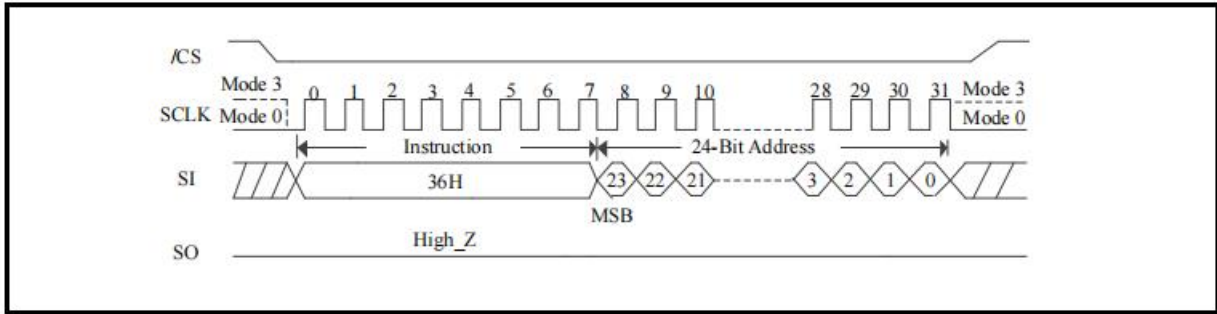 /CS
Mode 3 0 1 2 3 4 5 6 7 8 9 10 28 29 30 31 Mode 3
SCLK Mode 0 Mode 0
Instruction 24-Bit Address
SI 36H 23 22 21 3 2 1 0
MSB
High_Z
SO